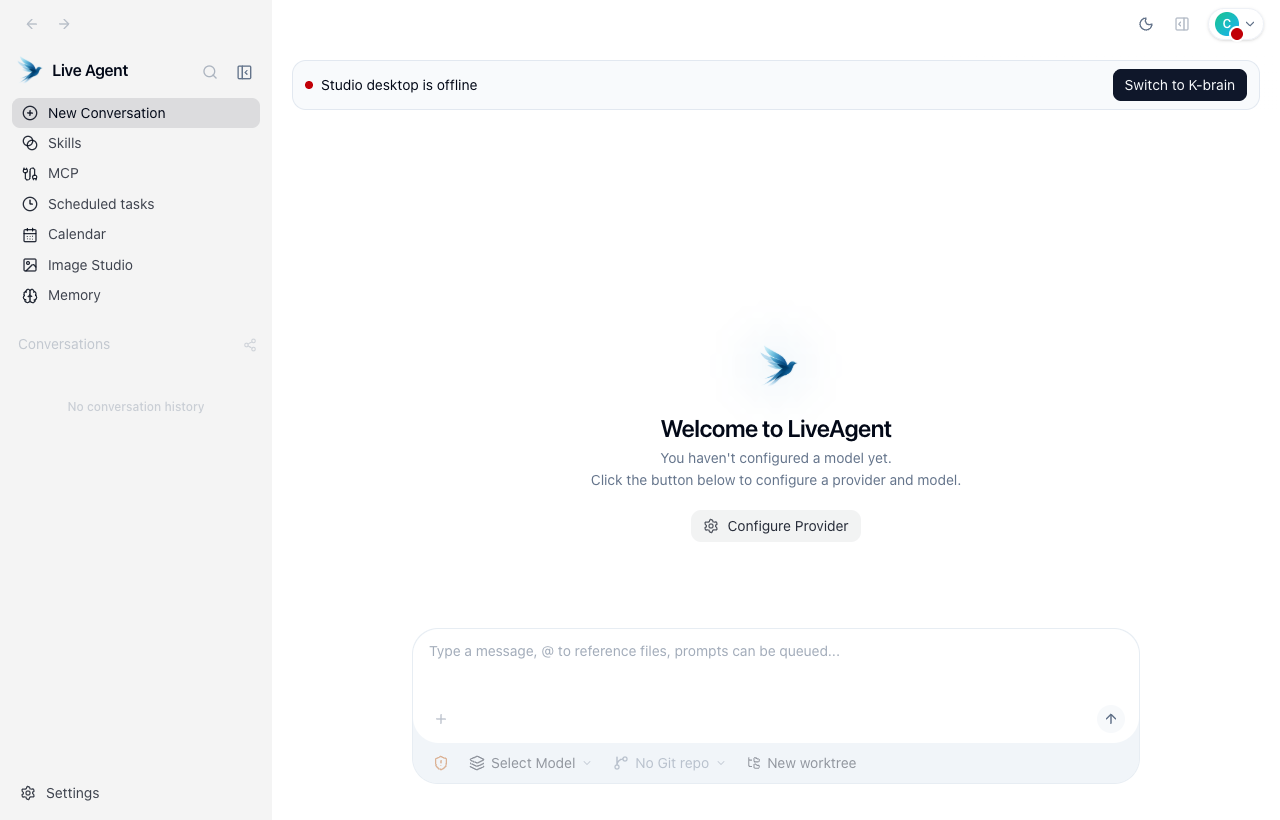 Live Agent
New Conversation
Skills
MCP
Scheduled tasks
Calendar
Image Studio
Memory
Conversations
No conversation history
Settings
C
Studio desktop is offline
Switch to K-brain
Welcome to LiveAgent
You haven't configured a model yet.
Click the button below to configure a provider and model.
Configure Provider
Type a message, @ to reference files, prompts can be queued...
Select Model
No Git repo
New worktree